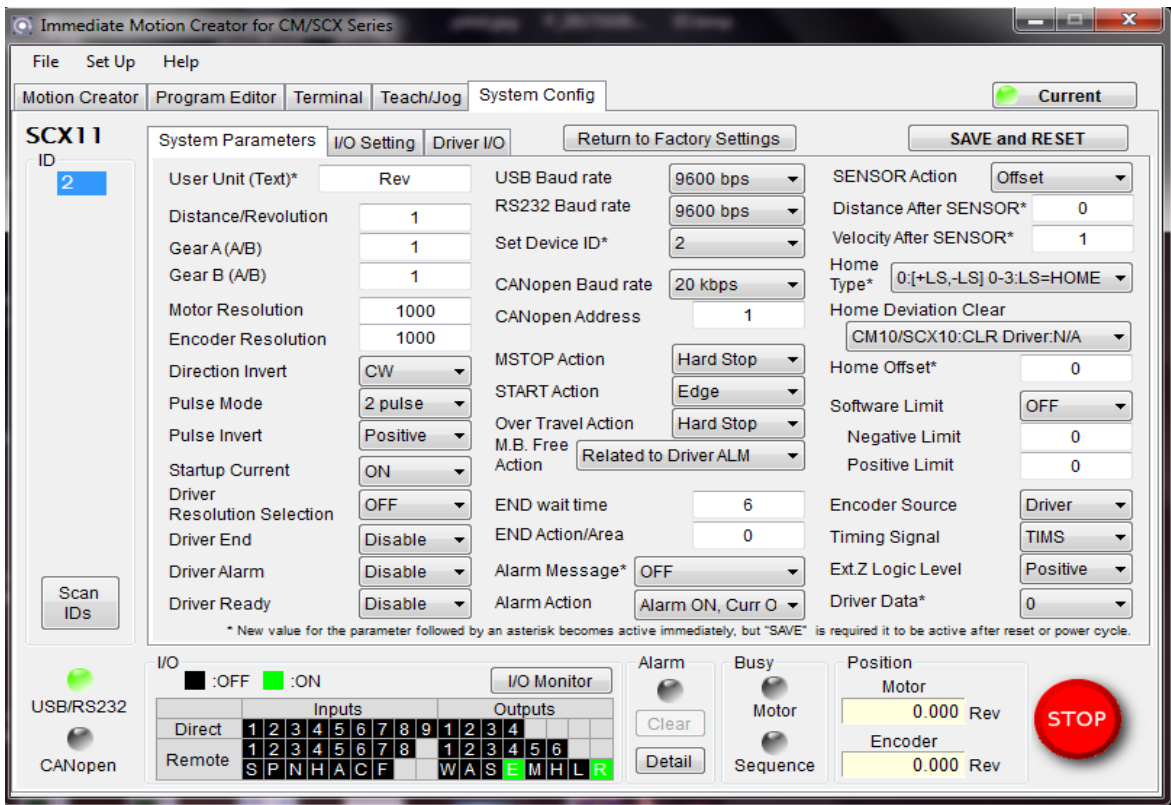 Immediate Motion Creator for CM/SCX Series
File Set Up Help
Motion Creator Program Editor Terminal Teach/Jog System Config Current
SCX11
ID
2
System Parameters I/O Setting Driver I/O Return to Factory Settings SAVE and RESET
User Unit (Text)* Rev
Distance/Revolution 1
Gear A (A/B) 1
Gear B (A/B) 1
Motor Resolution 1000
Encoder Resolution 1000
Direction Invert CW
Pulse Mode 2 pulse
Pulse Invert Positive
Startup Current ON
Driver
Resolution Selection OFF
Driver End Disable
Driver Alarm Disable
Driver Ready Disable
USB Baud rate 9600 bps
RS232 Baud rate 9600 bps
Set Device ID* 2
CANopen Baud rate 20 kbps
CANopen Address 1
MSTOP Action Hard Stop
START Action Edge
Over Travel Action Hard Stop
M.B. Free
Action Related to Driver ALM
END wait time 6
END Action/Area 0
Alarm Message* OFF
Alarm Action Alarm ON, Curr O
SENSOR Action Offset
Distance After SENSOR* 0
Velocity After SENSOR* 1
Home
Type* 0:[+LS,-LS] 0-3:LS=HOME
Home Deviation Clear
CM10/SCX10:CLR Driver:N/A
Home Offset* 0
Software Limit OFF
Negative Limit 0
Positive Limit 0
Encoder Source Driver
Timing Signal TIMS
Ext.Z Logic Level Positive
Driver Data* 0
* New value for the parameter followed by an asterisk becomes active immediately, but "SAVE" is required it to be active after reset or power cycle.
Scan
IDs
USB/RS232
CANopen
I/O
:OFF :ON I/O Monitor
Inputs Outputs
Direct 1 2 3 4 5 6 7 8 9 1 2 3 4
Remote 1 2 3 4 5 6 7 8 1 2 3 4 5 6
S P N H A C F W A S E M H L R
Alarm
Clear
Detail
Busy
Motor
Sequence
Position
Motor
0.000 Rev
Encoder
0.000 Rev
STOP